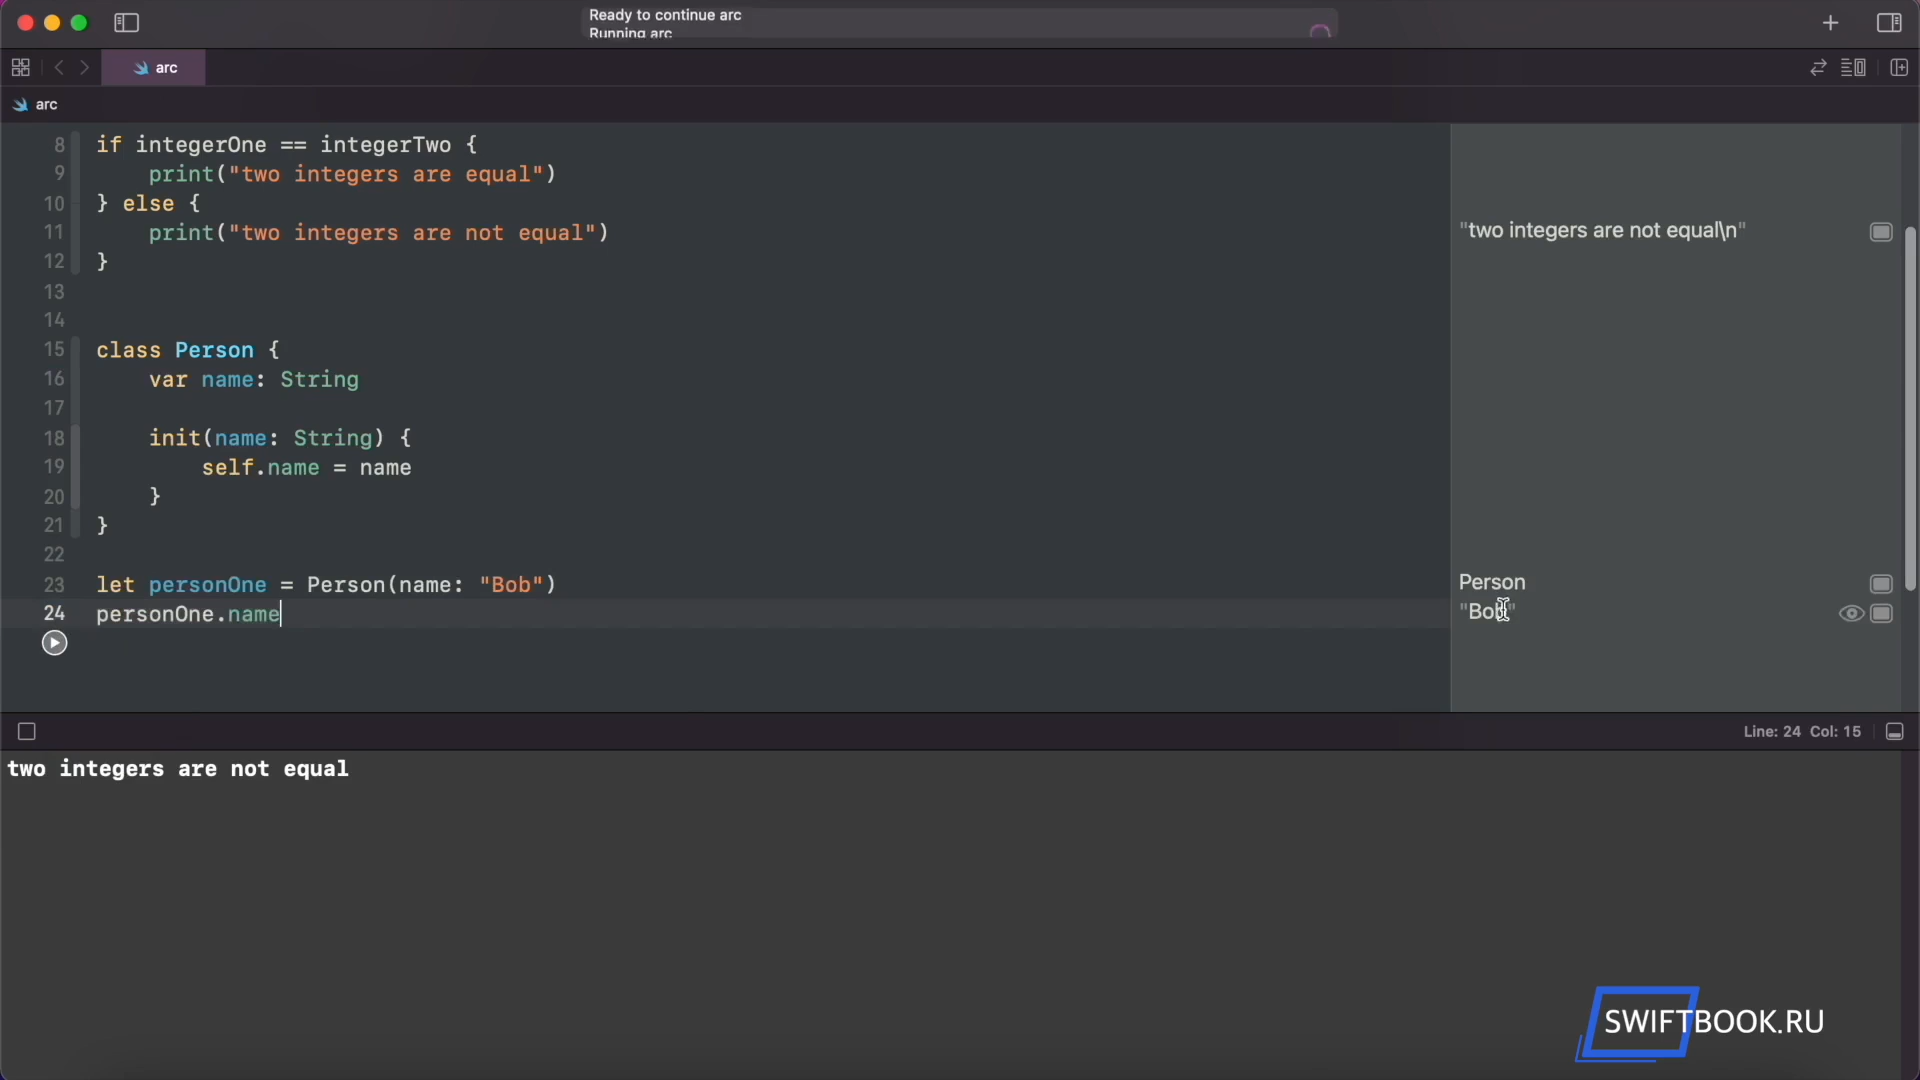 Ready to continue arc
Running arc
arc
arc
8 if integerOne == integerTwo {
9 print("two integers are equal")
10 } else {
11 print("two integers are not equal")
12 }
13
14
15 class Person {
16 var name: String
17
18 init(name: String) {
19 self.name = name
20 }
21 }
22
23 let personOne = Person(name: "Bob")
24 personOne.name
"two integers are not equal\n"
Person
"Bob"
Line: 24 Col: 15
two integers are not equal
SWIFTBOOK.RU